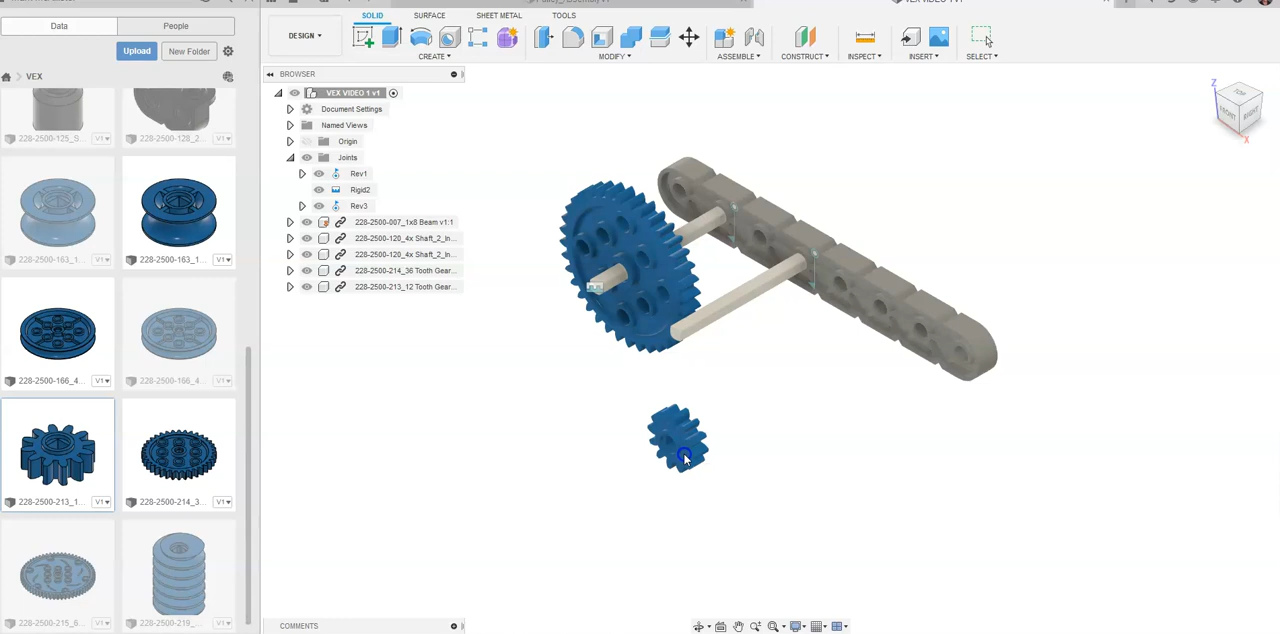 Data
People
Upload
New Folder
VEX
228-2500-125_S...
V1
228-2500-128_2...
V1
228-2500-163_1...
V1
228-2500-163_1...
V1
228-2500-166_4...
V1
228-2500-166_4...
V1
228-2500-213_1...
V1
228-2500-214_3...
V1
228-2500-215_6...
V1
228-2500-219_...
V1
SOLID
SURFACE
SHEET METAL
TOOLS
DESIGN
CREATE
MODIFY
ASSEMBLE
CONSTRUCT
INSPECT
INSERT
SELECT
BROWSER
VEX VIDEO 1 v1
Document Settings
Named Views
Origin
Joints
Rev1
Rigid2
Rev3
228-2500-007_1x8 Beam v1:1
228-2500-120_4x Shaft_2_In...
228-2500-120_4x Shaft_2_In...
228-2500-214_36 Tooth Gear...
228-2500-213_12 Tooth Gear...
Z
TOP
FRONT
RIGHT
X
COMMENTS